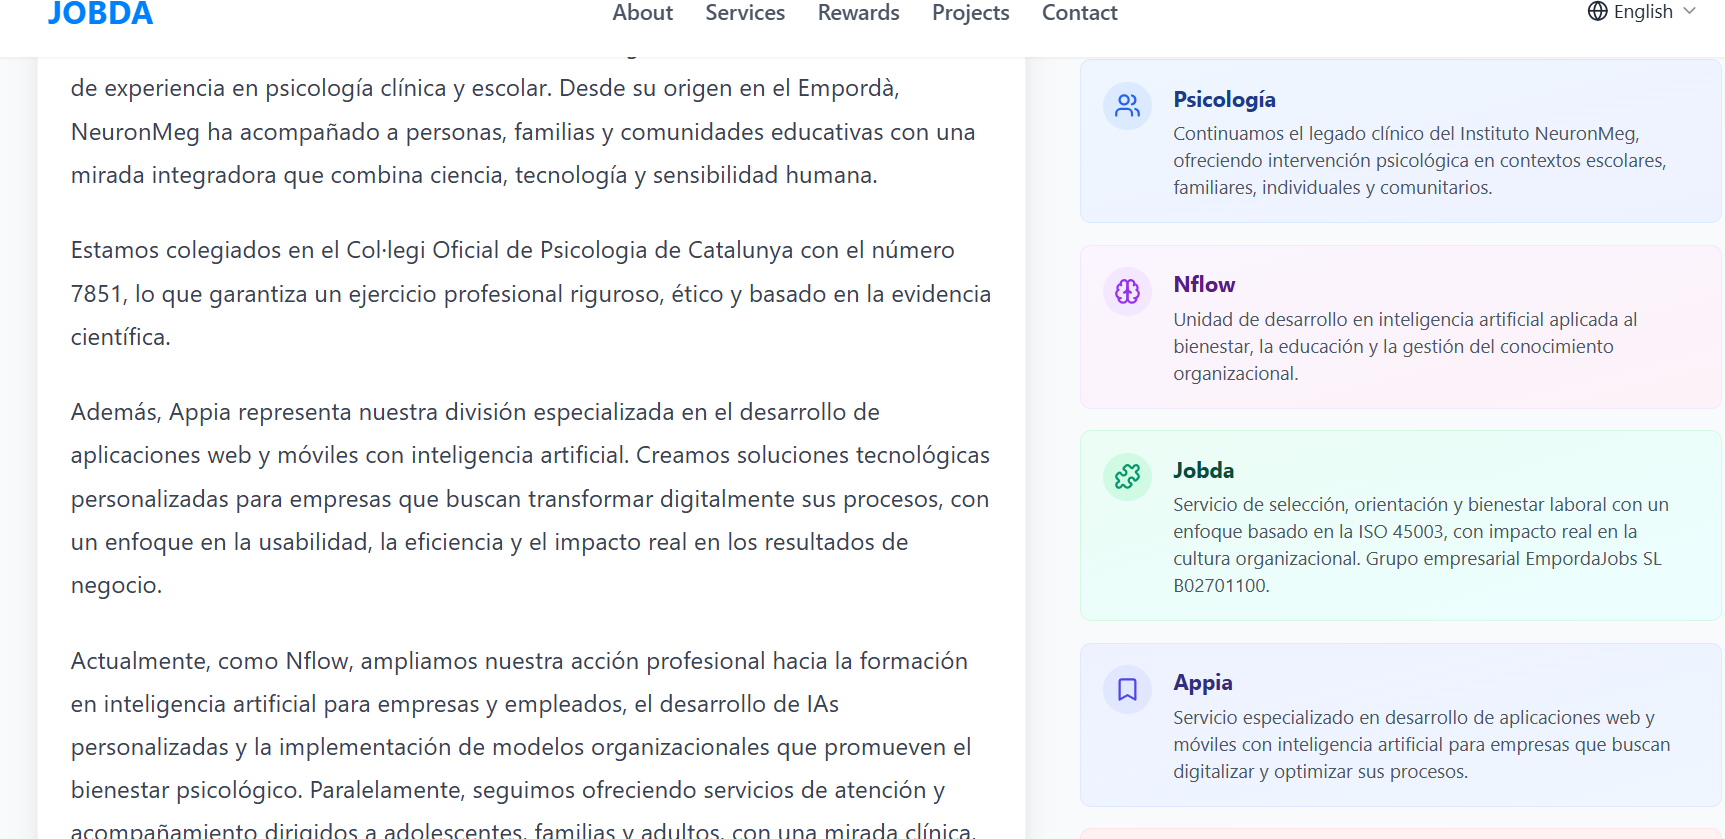 JOBDA
About
Services
Rewards
Projects
Contact
English
de experiencia en psicología clínica y escolar. Desde su origen en el Empordà,
NeuronMeg ha acompañado a personas, familias y comunidades educativas con una
mirada integradora que combina ciencia, tecnología y sensibilidad humana.
Estamos colegiados en el Col·legi Oficial de Psicologia de Catalunya con el número
7851, lo que garantiza un ejercicio profesional riguroso, ético y basado en la evidencia
científica.
Además, Appia representa nuestra división especializada en el desarrollo de
aplicaciones web y móviles con inteligencia artificial. Creamos soluciones tecnológicas
personalizadas para empresas que buscan transformar digitalmente sus procesos, con
un enfoque en la usabilidad, la eficiencia y el impacto real en los resultados de
negocio.
Actualmente, como Nflow, ampliamos nuestra acción profesional hacia la formación
en inteligencia artificial para empresas y empleados, el desarrollo de IAs
personalizadas y la implementación de modelos organizacionales que promueven el
bienestar psicológico. Paralelamente, seguimos ofreciendo servicios de atención y
acompañamiento dirigidos a adolescentes, familias y adultos, con una mirada clínica,
Psicología
Continuamos el legado clínico del Instituto NeuronMeg,
ofreciendo intervención psicológica en contextos escolares,
familiares, individuales y comunitarios.
Nflow
Unidad de desarrollo en inteligencia artificial aplicada al
bienestar, la educación y la gestión del conocimiento
organizacional.
Jobda
Servicio de selección, orientación y bienestar laboral con un
enfoque basado en la ISO 45003, con impacto real en la
cultura organizacional. Grupo empresarial EmpordaJobs SL
B02701100.
Appia
Servicio especializado en desarrollo de aplicaciones web y
móviles con inteligencia artificial para empresas que buscan
digitalizar y optimizar sus procesos.